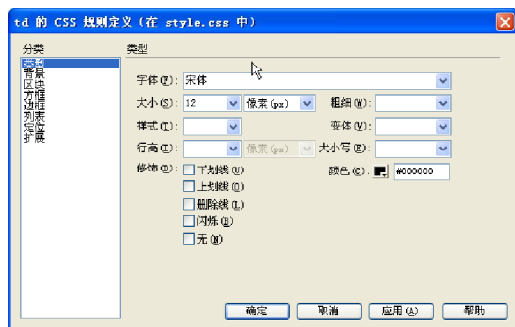 td 的 CSS 规则定义（在 style.css 中）
分类
类型
类型
背景
区块
方框
边框
列表
定位
扩展
字体(F): 宋体
大小(S): 12 像素(px) 粗细(W):
样式(T): 变体(V):
行高(I): 像素(px) 大小写(R):
修饰(D): 下划线(U) 颜色(C): #000000
上划线(O)
删除线(L)
闪烁(B)
无(N)
确定 取消 应用(A) 帮助